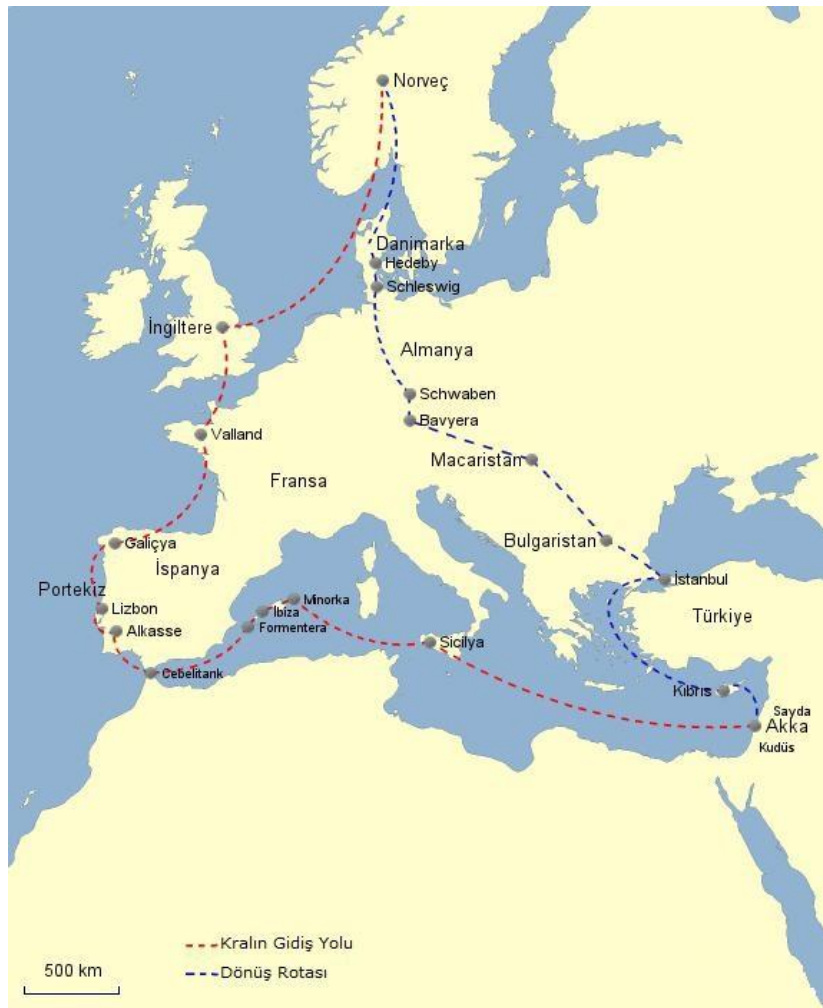 Norveç
Danimarka
Hedeby
Schleswig
İngiltere
Almanya
Schwaben
Bavyera
Valland
Macaristan
Fransa
Bulgaristan
Galiçya
İspanya
İstanbul
Portekiz
Minorka
Lizbon
İbiza
Türkiye
Alkasse
Formentera
Sicilya
Cebelitank
Kıbrıs
Sayda
Akka
Kudüs
Kralın Gidiş Yolu
500 km
Dönüş Rotası